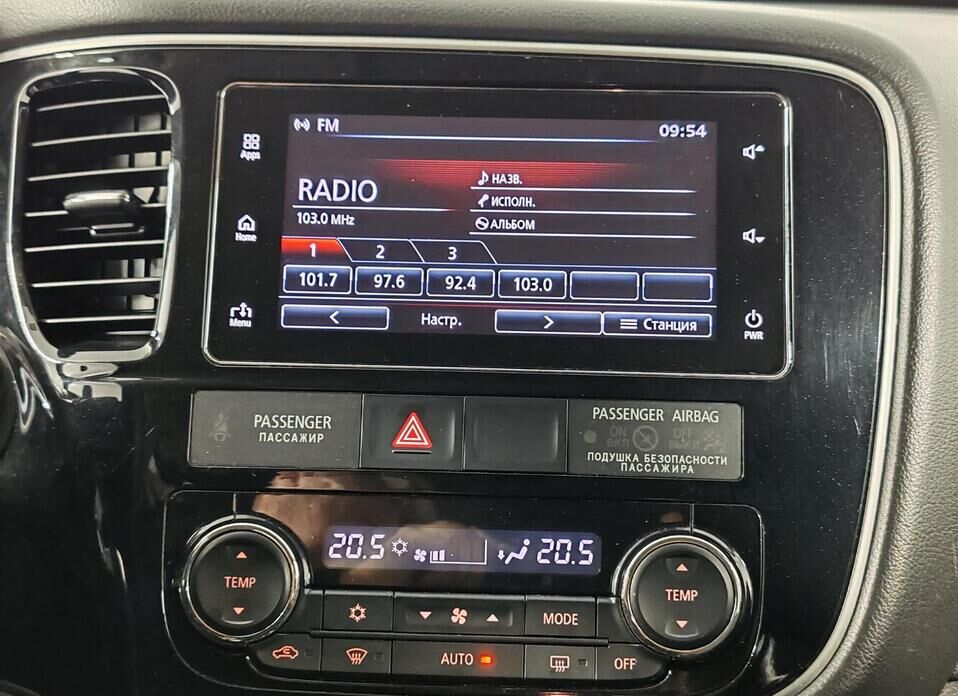 FM
09:54
Apps
RADIO
НАЗВ.
ИСПОЛН.
103.0 MHz
АЛЬБОМ
Home
1 2 3
101.7 97.6 92.4 103.0
Menu
< Настр. > Станция
PWR
PASSENGER
ПАССАЖИР
PASSENGER AIRBAG
ON OFF
ВКЛ ВЫКЛ
ПОДУШКА БЕЗОПАСНОСТИ
ПАССАЖИРА
20.5 20.5
TEMP
TEMP
MODE
AUTO
OFF